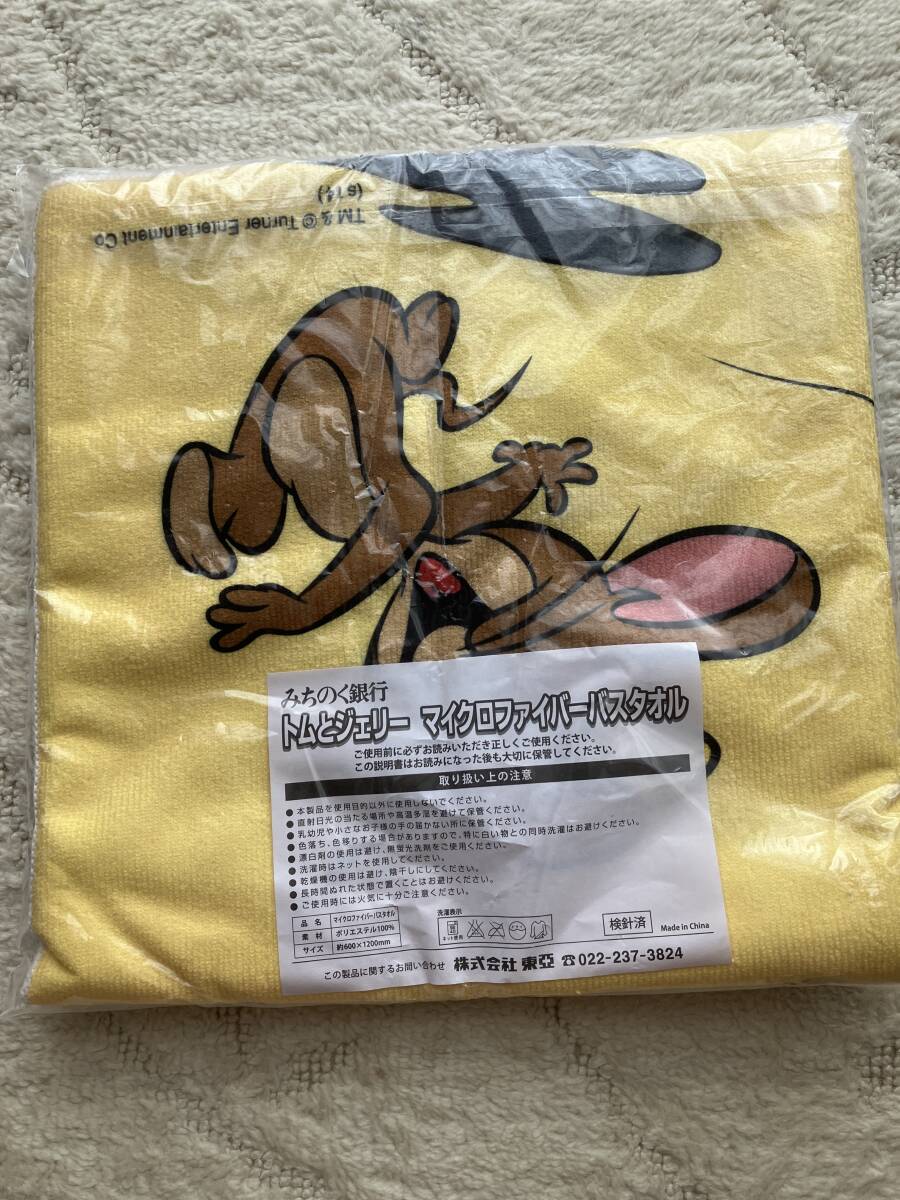 TM & © Turner Entertainment Co
(s14)
みちのく銀行
トムとジェリー マイクロファイバーバスタオル
ご使用前に必ずお読みいただき正しくご使用ください。
この説明書はお読みになった後も大切に保管してください。
取り扱い上の注意
●本製品を使用目的以外に使用しないでください。
●直射日光の当たる場所や高温多湿を避けて保管ください。
●乳幼児や小さなお子様の手の届かない所に保管ください。
●色落ち、色移りする場合がありますので、特に白い物との同時洗濯はお避けください。
●漂白剤の使用は避け、無蛍光洗剤をご使用ください。
●洗濯時はネットを使用してください。
●乾燥機の使用は避け、陰干しにしてください。
●長時間ぬれた状態で置くことはお避けください。
●ご使用時には火気に十分ご注意ください。
品 名 マイクロファイバーバスタオル
素 材 ポリエステル100%
サイズ 約600×1200mm
洗濯表示
ネット使用
検針済
Made in China
この製品に関するお問い合わせ 株式会社 東亞 ☎022-237-3824